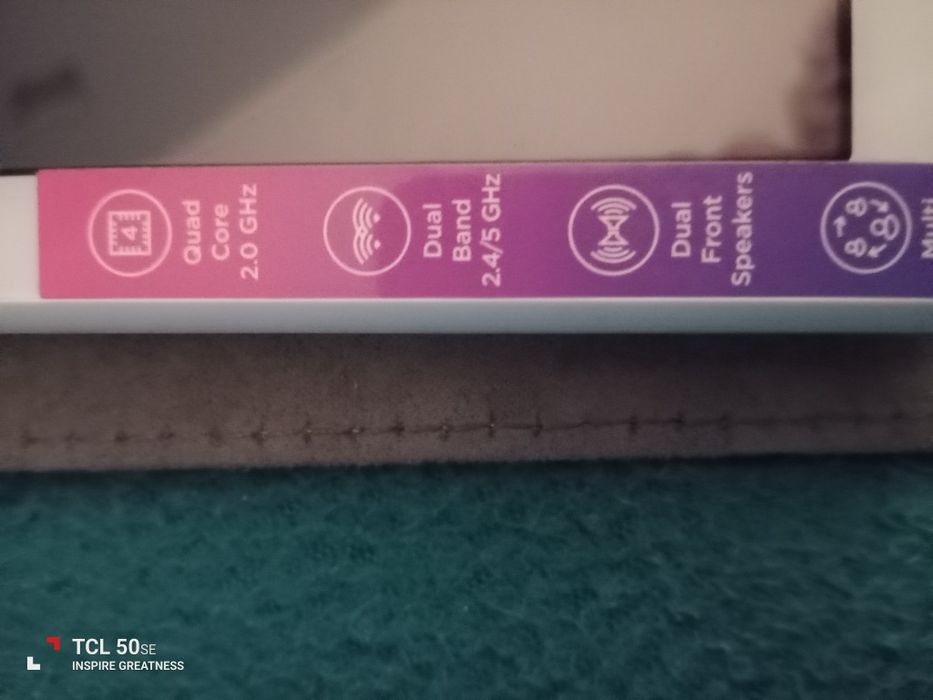 4
Quad
Core
2.0 GHz
Dual
Band
2.4/5 GHz
Dual
Front
Speakers
Multi
TCL 50SE
INSPIRE GREATNESS